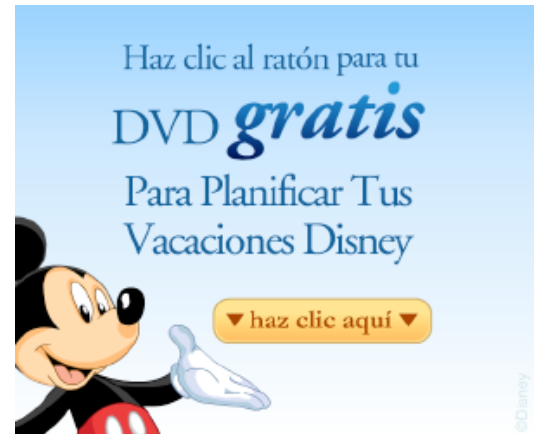 Haz clic al ratón para tu
DVD gratis
Para Planificar Tus
Vacaciones Disney
▼ haz clic aquí ▼
©Disney